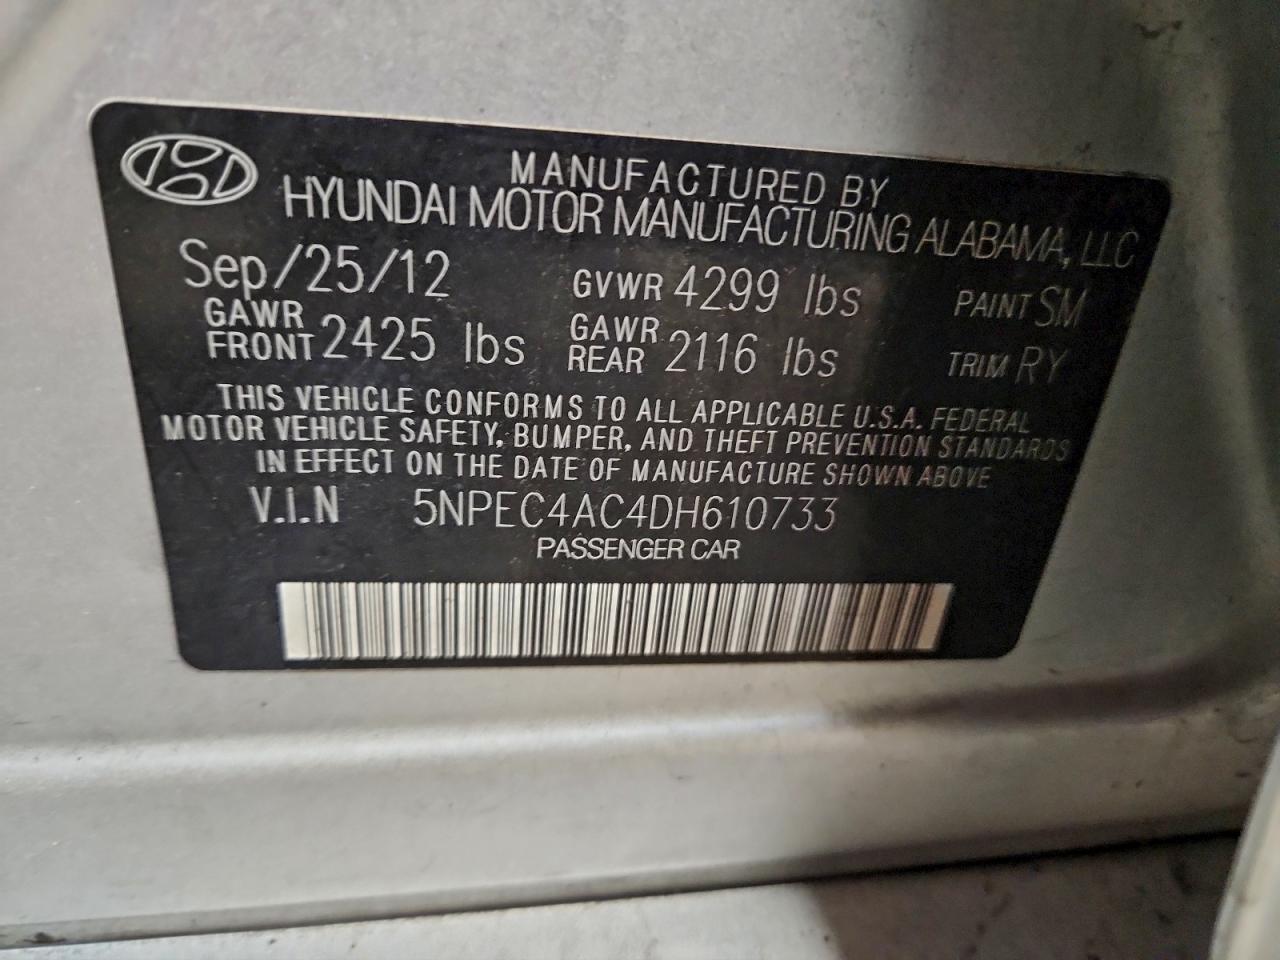 MANUFACTURED BY
HYUNDAI MOTOR MANUFACTURING ALABAMA, LLC
Sep/25/12 GVWR 4299 lbs PAINT SM
GAWR FRONT 2425 lbs GAWR REAR 2116 lbs TRIM RY
THIS VEHICLE CONFORMS TO ALL APPLICABLE U.S.A. FEDERAL
MOTOR VEHICLE SAFETY, BUMPER, AND THEFT PREVENTION STANDARDS
IN EFFECT ON THE DATE OF MANUFACTURE SHOWN ABOVE
V.I.N 5NPEC4AC4DH610733
PASSENGER CAR